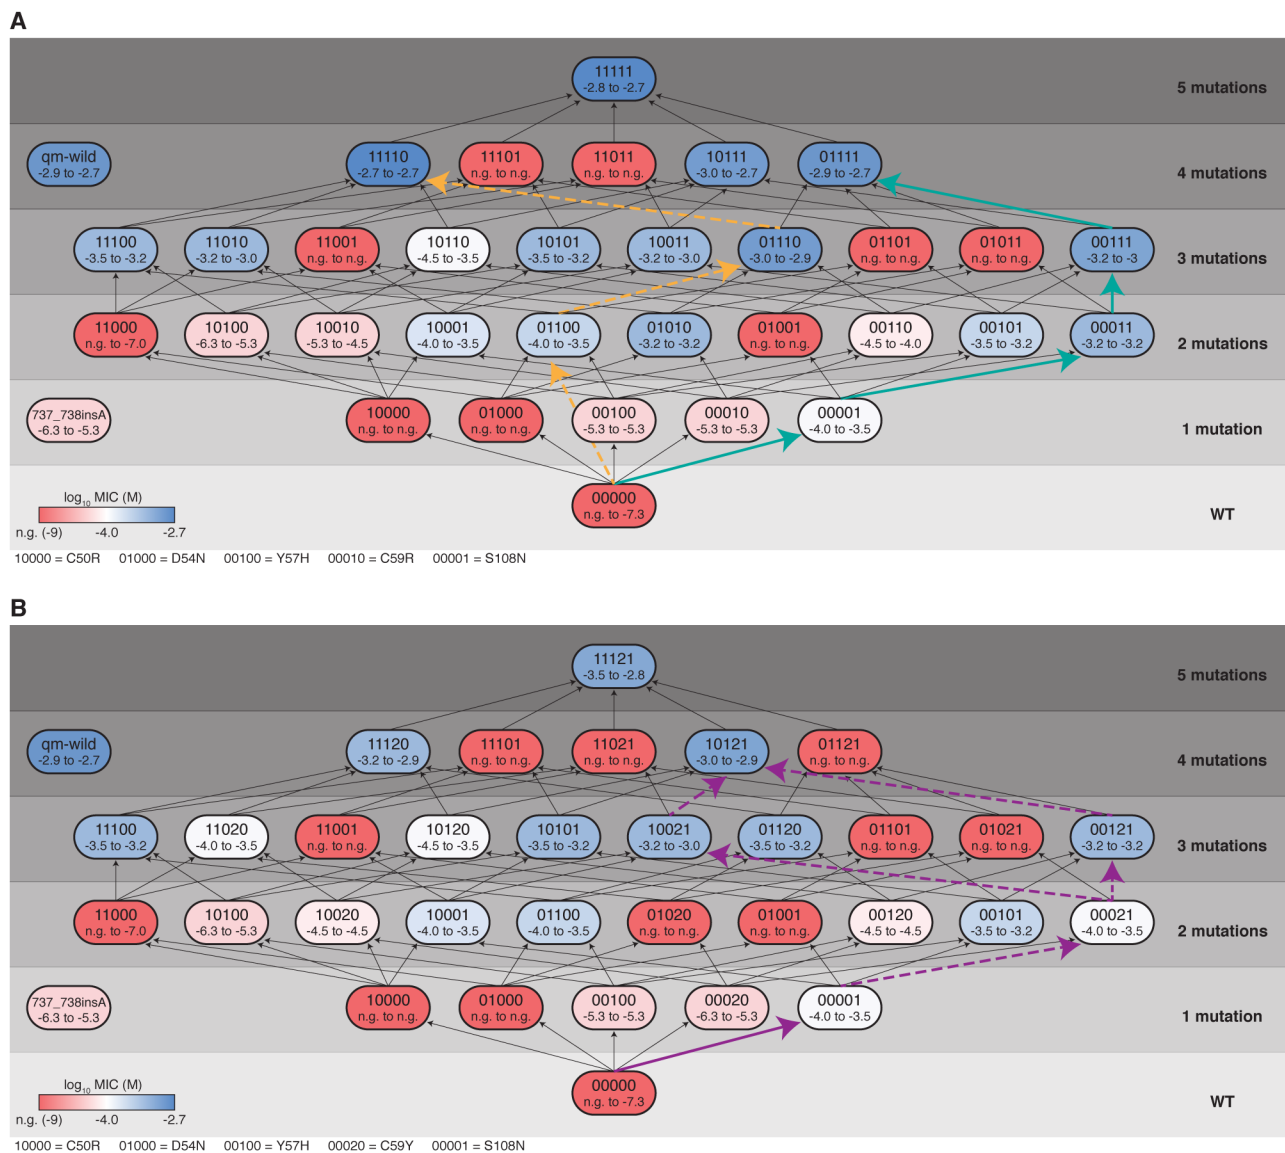 A
11111
-2.8 to -2.7
5 mutations
qm-wild
-2.9 to -2.7
11110
-2.7 to -2.7
11101
n.g. to n.g.
11011
n.g. to n.g.
10111
-3.0 to -2.7
01111
-2.9 to -2.7
4 mutations
11100
-3.5 to -3.2
11010
-3.2 to -3.0
11001
n.g. to n.g.
10110
-4.5 to -3.5
10101
-3.5 to -3.2
10011
-3.2 to -3.0
01110
-3.0 to -2.9
01101
n.g. to n.g.
01011
n.g. to n.g.
00111
-3.2 to -3
3 mutations
11000
n.g. to -7.0
10100
-6.3 to -5.3
10010
-5.3 to -4.5
10001
-4.0 to -3.5
01100
-4.0 to -3.5
01010
-3.2 to -3.2
01001
n.g. to n.g.
00110
-4.5 to -4.0
00101
-3.5 to -3.2
00011
-3.2 to -3.2
2 mutations
737_738insA
-6.3 to -5.3
10000
n.g. to n.g.
01000
n.g. to n.g.
00100
-5.3 to -5.3
00010
-5.3 to -5.3
00001
-4.0 to -3.5
1 mutation
00000
n.g. to -7.3
WT
log10 MIC (M)
n.g. (-9) -4.0 -2.7
10000 = C50R 01000 = D54N 00100 = Y57H 00010 = C59R 00001 = S108N
B
11121
-3.5 to -2.8
5 mutations
qm-wild
-2.9 to -2.7
11120
-3.2 to -2.9
11101
n.g. to n.g.
11021
n.g. to n.g.
10121
-3.0 to -2.9
01121
n.g. to n.g.
4 mutations
11100
-3.5 to -3.2
11020
-4.0 to -3.5
11001
n.g. to n.g.
10120
-4.5 to -3.5
10101
-3.5 to -3.2
10021
-3.2 to -3.0
01120
-3.5 to -3.2
01101
n.g. to n.g.
01021
n.g. to n.g.
00121
-3.2 to -3.2
3 mutations
11000
n.g. to -7.0
10100
-6.3 to -5.3
10020
-4.5 to -4.5
10001
-4.0 to -3.5
01100
-4.0 to -3.5
01020
n.g. to n.g.
01001
n.g. to n.g.
00120
-4.5 to -4.5
00101
-3.5 to -3.2
00021
-4.0 to -3.5
2 mutations
737_738insA
-6.3 to -5.3
10000
n.g. to n.g.
01000
n.g. to n.g.
00100
-5.3 to -5.3
00020
-6.3 to -5.3
00001
-4.0 to -3.5
1 mutation
00000
n.g. to -7.3
WT
log10 MIC (M)
n.g. (-9) -4.0 -2.7
10000 = C50R 01000 = D54N 00100 = Y57H 00020 = C59Y 00001 = S108N